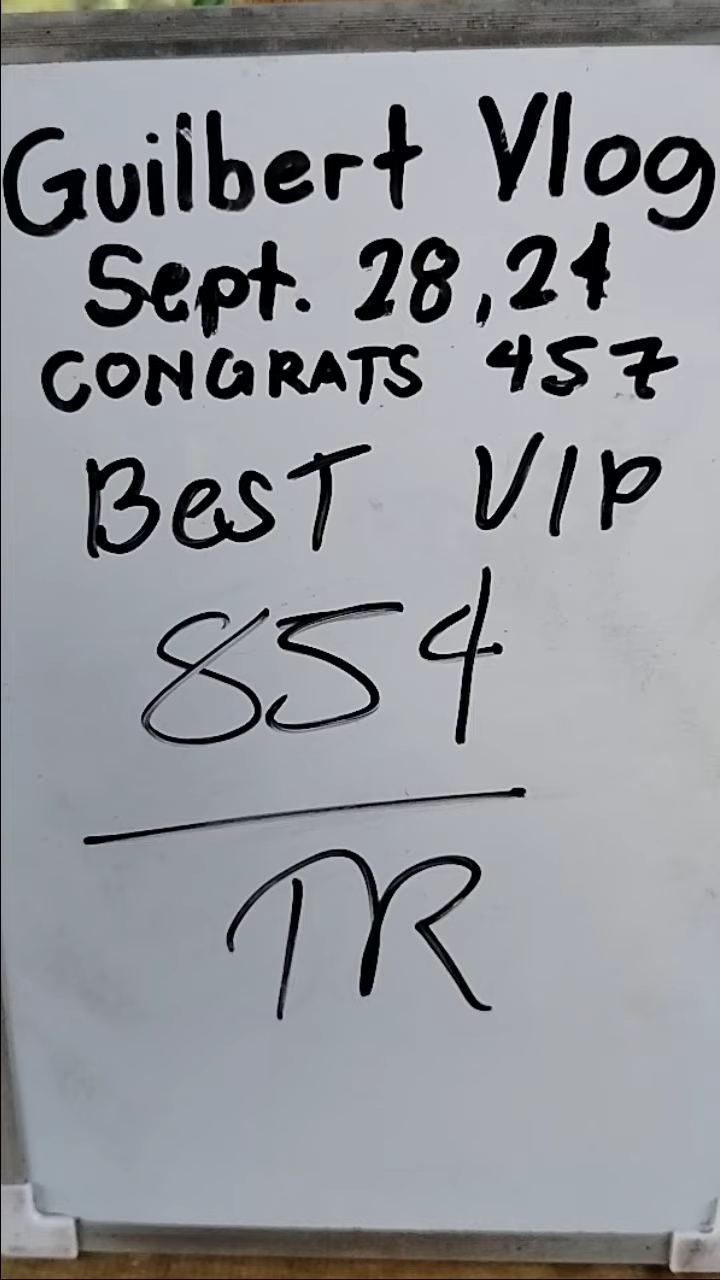 Guilbert Vlog
Sept. 28, 24
CONGRATS 457
BesT VIP
854
TR